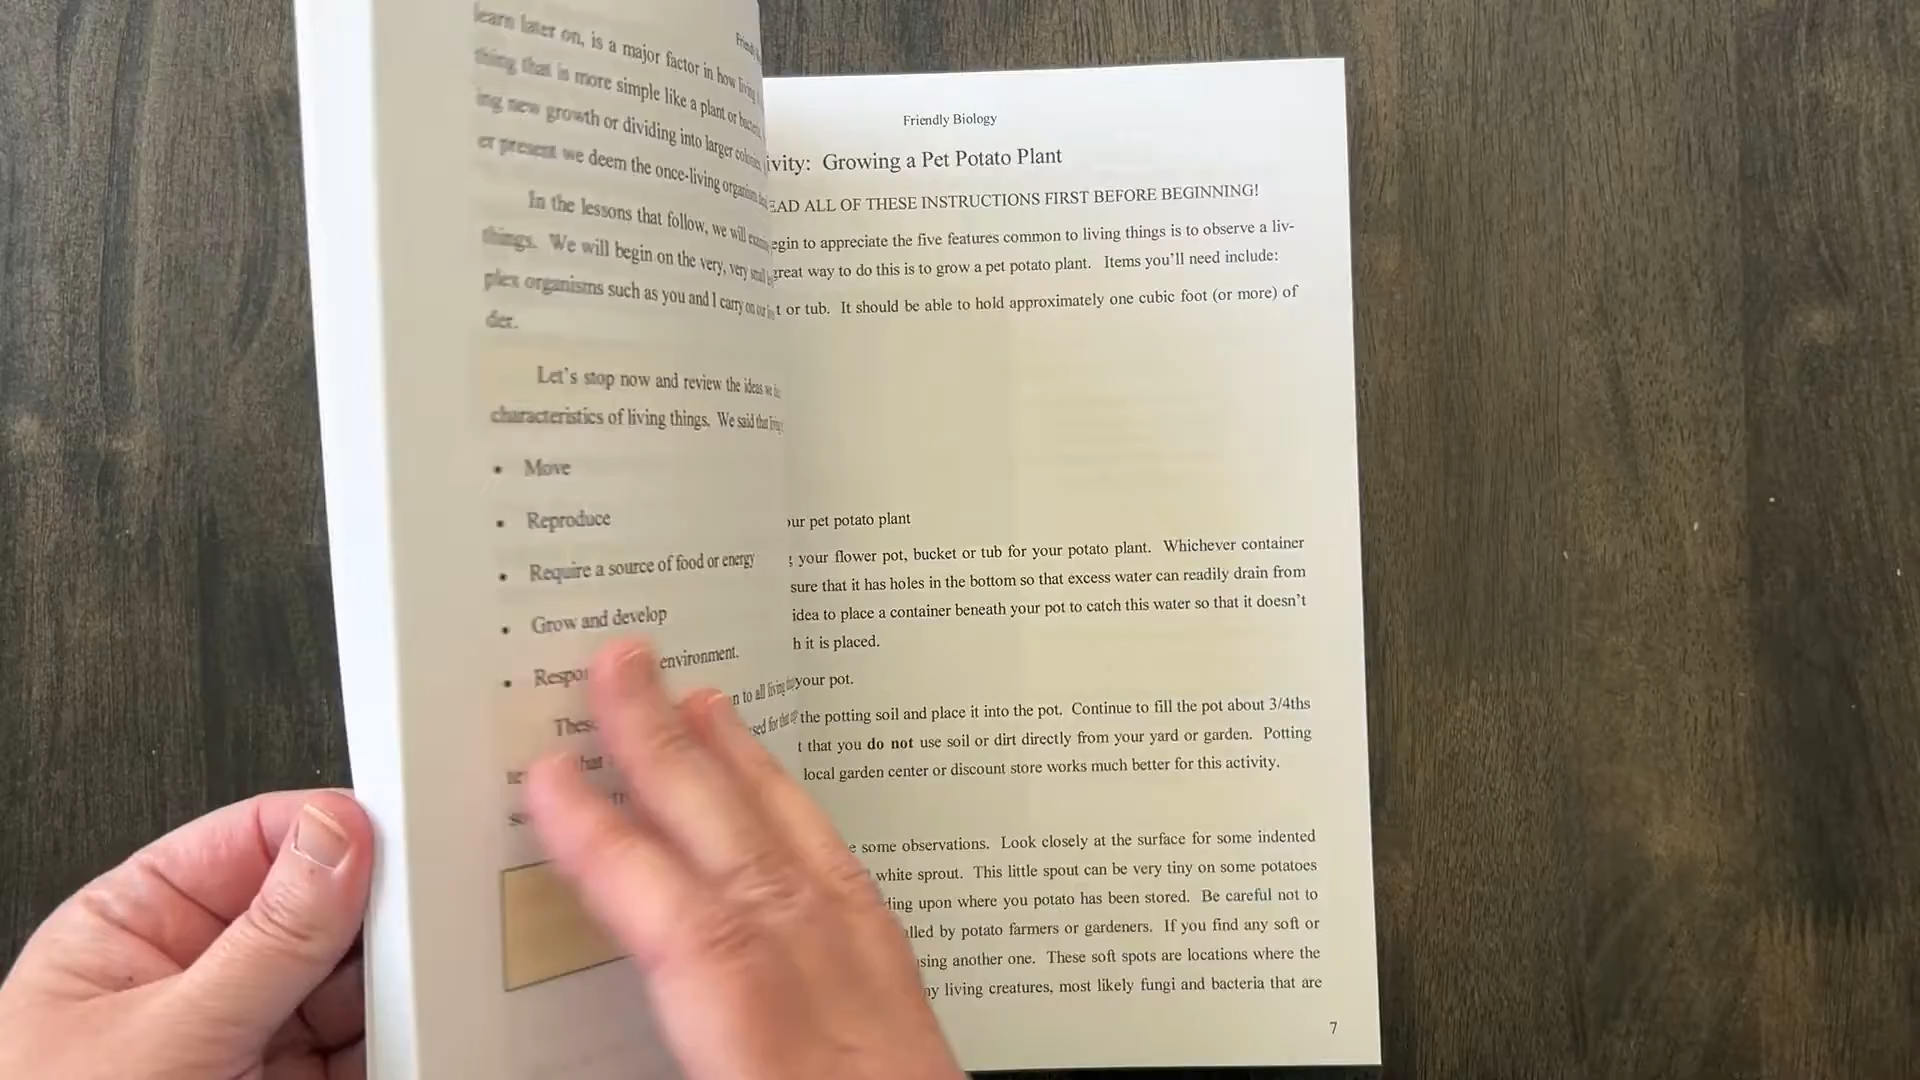 learn later on, is a major factor in how living
thing that is more simple like a plant or bacteria,
ing new growth or dividing into larger colonies
er present we deem the once-living organism
In the lessons that follow, we will
things. We will begin on the very, very small
plex organisms such as you and I carry on our
der.
Let's stop now and review the ideas we
characteristics of living things. We said that
• Move
• Reproduce
• Require a source of food or energy
• Grow and develop
• environment.
to all living
Friendly Biology
ivity: Growing a Pet Potato Plant
EAD ALL OF THESE INSTRUCTIONS FIRST BEFORE BEGINNING!
egin to appreciate the five features common to living things is to observe a liv-
great way to do this is to grow a pet potato plant. Items you'll need include:
t or tub. It should be able to hold approximately one cubic foot (or more) of
our pet potato plant
your flower pot, bucket or tub for your potato plant. Whichever container
sure that it has holes in the bottom so that excess water can readily drain from
idea to place a container beneath your pot to catch this water so that it doesn't
h it is placed.
your pot.
the potting soil and place it into the pot. Continue to fill the pot about 3/4ths
t that you do not use soil or dirt directly from your yard or garden. Potting
local garden center or discount store works much better for this activity.
e some observations. Look closely at the surface for some indented
white sprout. This little spout can be very tiny on some potatoes
ding upon where you potato has been stored. Be careful not to
lled by potato farmers or gardeners. If you find any soft or
sing another one. These soft spots are locations where the
ny living creatures, most likely fungi and bacteria that are
7